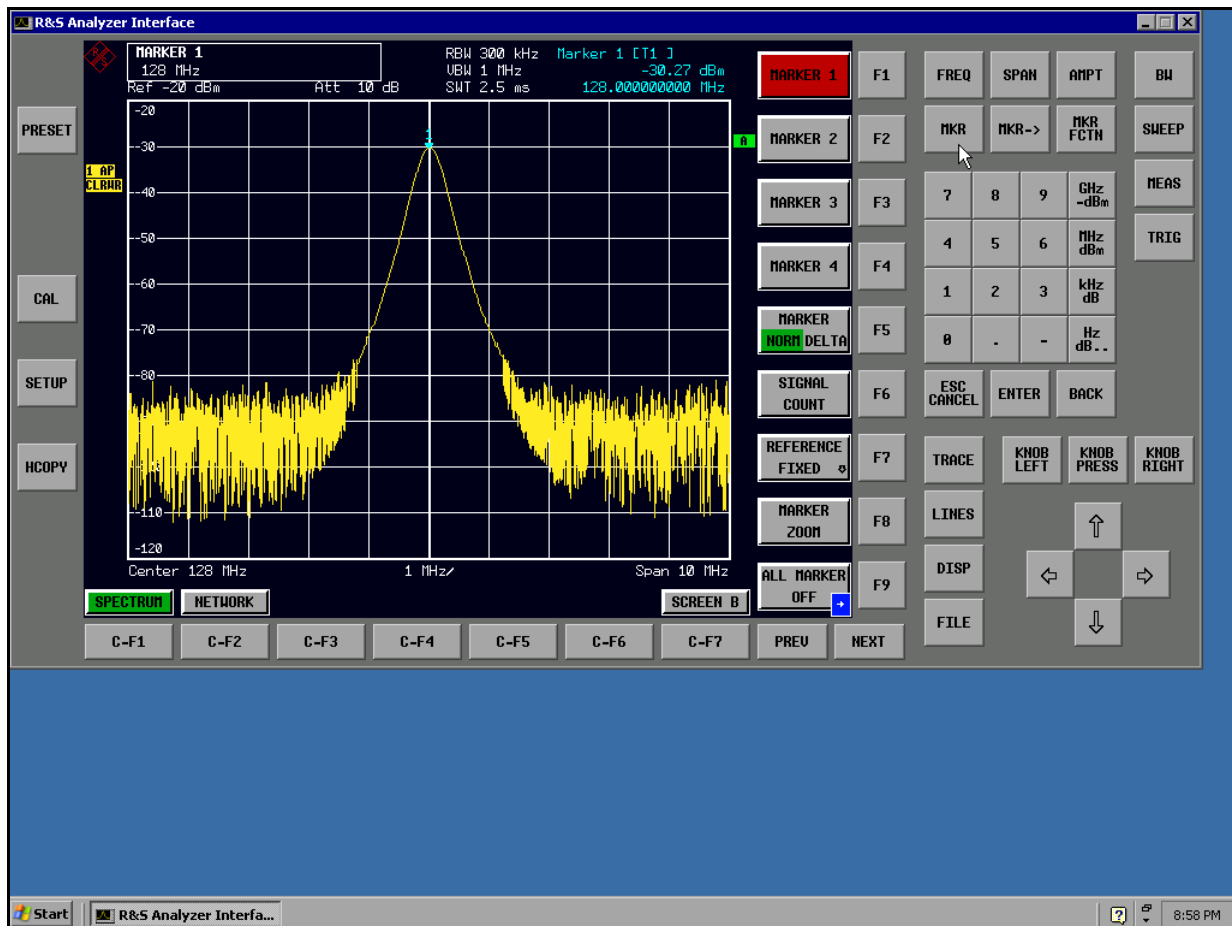 R&S Analyzer Interface
MARKER 1
128 MHz
RBW 300 kHz
Marker 1 [T1 ]
VBW 1 MHz
-30.27 dBm
Ref -20 dBm
Att 10 dB
SWT 2.5 ms
128.000000000 MHz
-20
1
-30
A
1 AP
CLRWR
-40
-50
-60
-70
-80
-110
-120
Center 128 MHz
1 MHz/
Span 10 MHz
SPECTRUM
NETWORK
SCREEN B
PRESET
CAL
SETUP
HCOPY
MARKER 1
F1
MARKER 2
F2
MARKER 3
F3
MARKER 4
F4
MARKER
NORM DELTA
F5
SIGNAL
COUNT
F6
REFERENCE
FIXED
F7
MARKER
ZOOM
F8
ALL MARKER
OFF
F9
C-F1
C-F2
C-F3
C-F4
C-F5
C-F6
C-F7
PREV
NEXT
FREQ
SPAN
AMPT
BW
MKR
MKR->
MKR
FCTN
SWEEP
MEAS
TRIG
7
8
9
GHz
-dBm
4
5
6
MHz
dBm
1
2
3
kHz
dB
0
.
-
Hz
dB..
ESC
CANCEL
ENTER
BACK
TRACE
KNOB
LEFT
KNOB
PRESS
KNOB
RIGHT
LINES
DISP
FILE
Start
R&S Analyzer Interfa...
8:58 PM